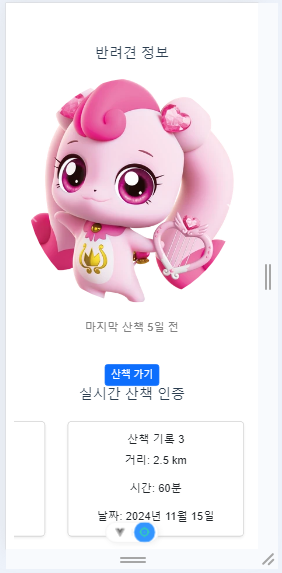 반려견 정보
마지막 산책 5일 전
산책 가기
실시간 산책 인증
산책 기록 3
거리: 2.5 km
시간: 60분
날짜: 2024년 11월 15일